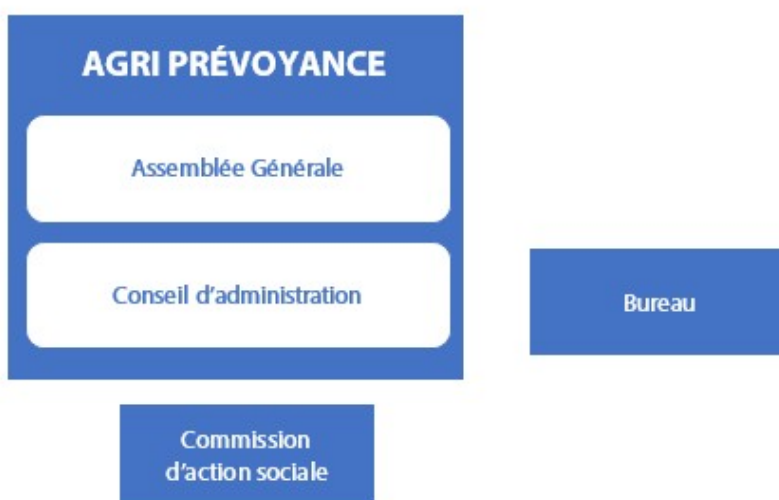 AGRI PRÉVOYANCE
Assemblée Générale
Conseil d'administration
Bureau
Commission
d'action sociale